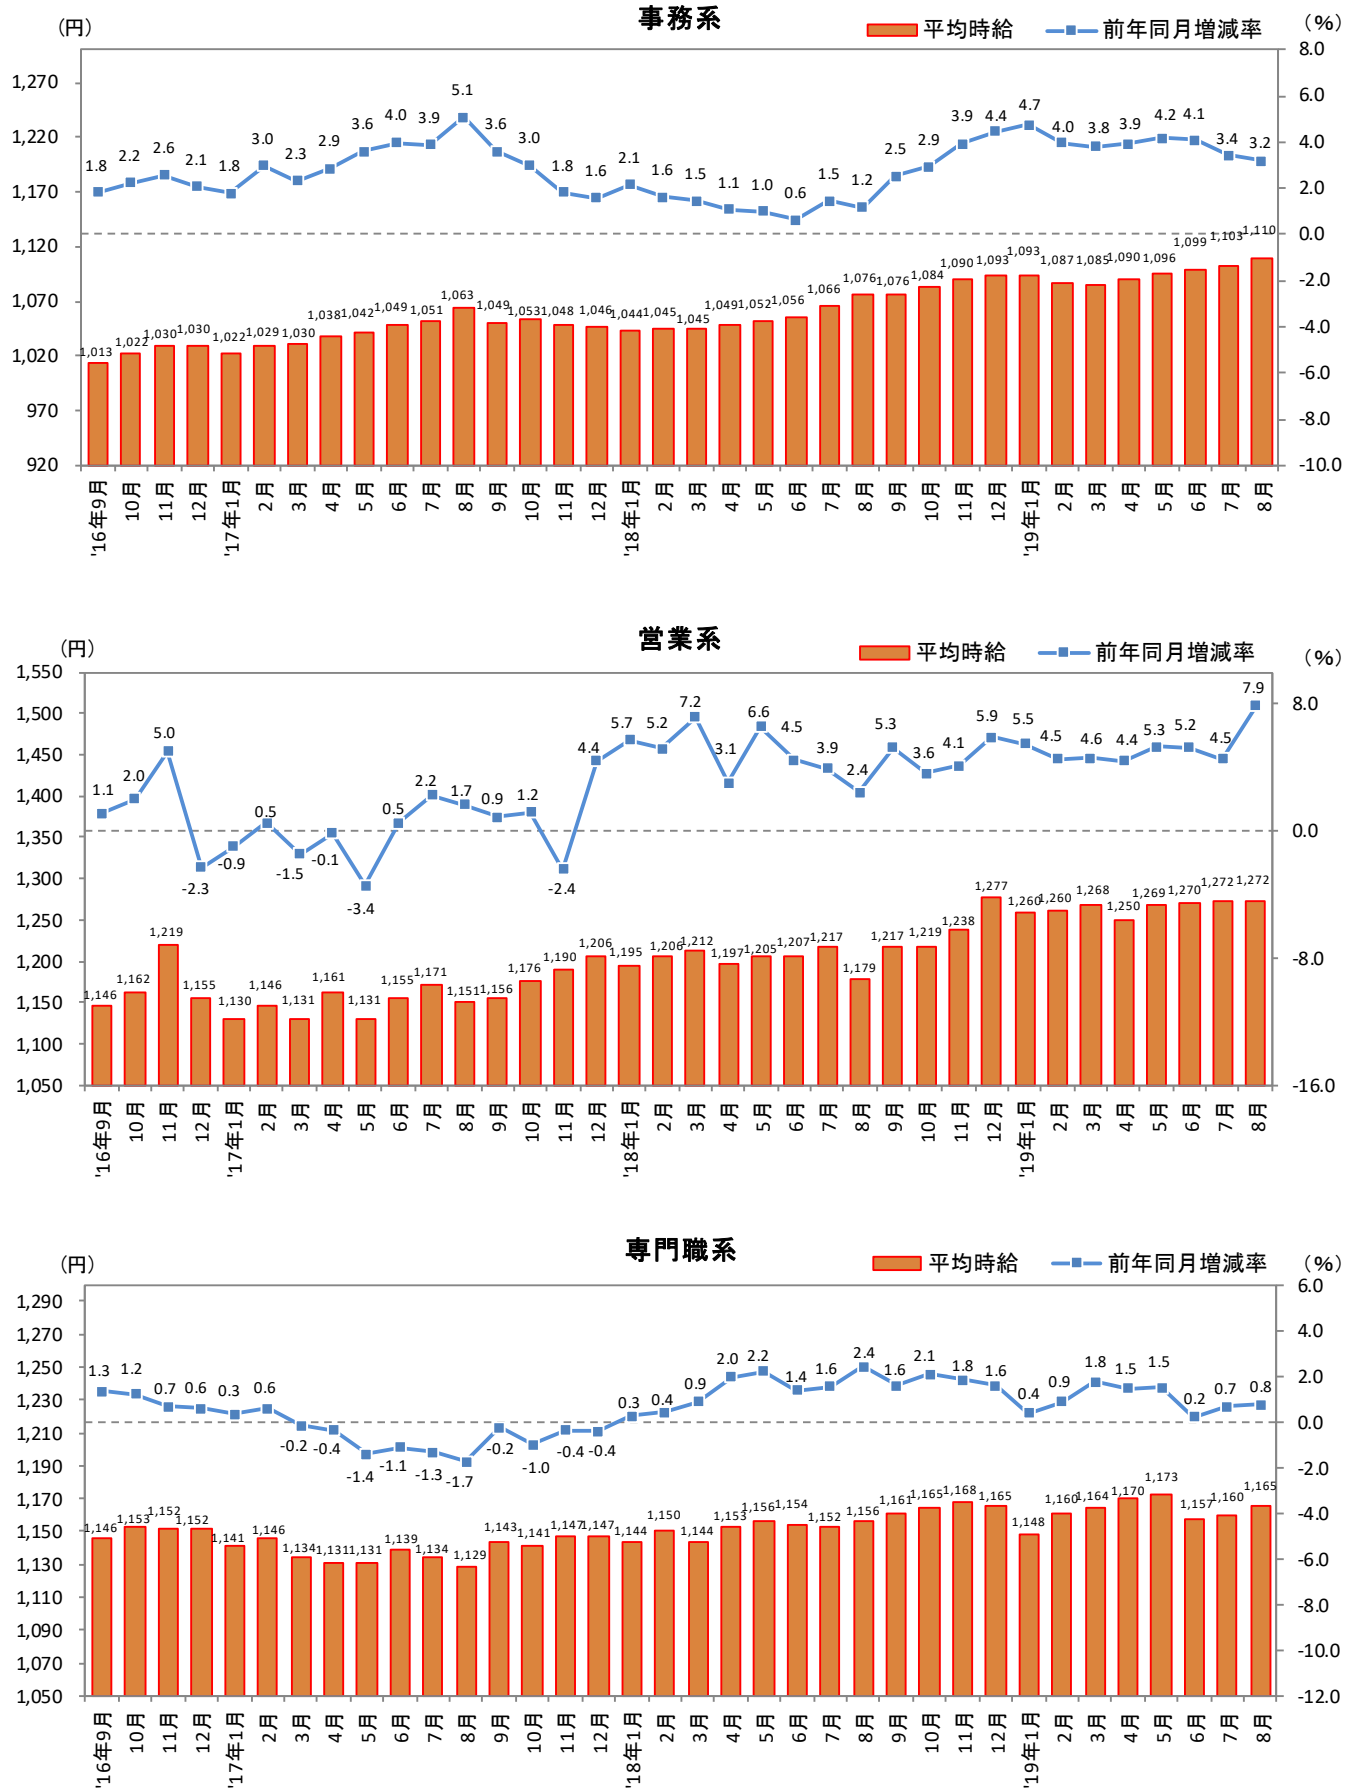 事務系
(円)
平均時給
前年同月増減率
(%)
1,270
1,220
1,170
1,120
1,070
1,020
970
920
8.0
6.0
4.0
2.0
0.0
-2.0
-4.0
-6.0
-8.0
-10.0
1.8 2.2 2.6 2.1 1.8 3.0 2.3 2.9 3.6 4.0 3.9 5.1 3.6 3.0 1.8 1.6 2.1 1.6 1.5 1.1 1.0 0.6 1.5 1.2 2.5 2.9 3.9 4.4 4.7 4.0 3.8 3.9 4.2 4.1 3.4 3.2
1,013 1,022 1,030 1,030 1,022 1,029 1,030 1,038 1,042 1,049 1,051 1,063 1,049 1,053 1,048 1,046 1,044 1,045 1,045 1,049 1,052 1,056 1,066 1,076 1,076 1,084 1,090 1,093 1,093 1,087 1,085 1,090 1,096 1,099 1,103 1,110
'16年9月 10月 11月 12月 '17年1月 2月 3月 4月 5月 6月 7月 8月 9月 10月 11月 12月 '18年1月 2月 3月 4月 5月 6月 7月 8月 9月 10月 11月 12月 '19年1月 2月 3月 4月 5月 6月 7月 8月
営業系
(円)
平均時給
前年同月増減率
(%)
1,550
1,500
1,450
1,400
1,350
1,300
1,250
1,200
1,150
1,100
1,050
8.0
0.0
-8.0
-16.0
1.1 2.0 5.0 -2.3 -0.9 0.5 -1.5 -0.1 -3.4 0.5 2.2 1.7 0.9 1.2 -2.4 4.4 5.7 5.2 7.2 3.1 6.6 4.5 3.9 2.4 5.3 3.6 4.1 5.9 5.5 4.5 4.6 4.4 5.3 5.2 4.5 7.9
1,146 1,162 1,219 1,155 1,130 1,146 1,131 1,161 1,131 1,155 1,171 1,151 1,156 1,176 1,190 1,206 1,195 1,206 1,212 1,197 1,205 1,207 1,217 1,179 1,217 1,219 1,238 1,277 1,260 1,260 1,268 1,250 1,269 1,270 1,272 1,272
'16年9月 10月 11月 12月 '17年1月 2月 3月 4月 5月 6月 7月 8月 9月 10月 11月 12月 '18年1月 2月 3月 4月 5月 6月 7月 8月 9月 10月 11月 12月 '19年1月 2月 3月 4月 5月 6月 7月 8月
専門職系
(円)
平均時給
前年同月増減率
(%)
1,290
1,270
1,250
1,230
1,210
1,190
1,170
1,150
1,130
1,110
1,090
1,070
1,050
6.0
4.0
2.0
0.0
-2.0
-4.0
-6.0
-8.0
-10.0
-12.0
1.3 1.2 0.7 0.6 0.3 0.6 -0.2 -0.4 -1.4 -1.1 -1.3 -1.7 -0.2 -1.0 -0.4 -0.4 0.3 0.4 0.9 2.0 2.2 1.4 1.6 2.4 1.6 2.1 1.8 1.6 0.4 0.9 1.8 1.5 1.5 0.2 0.7 0.8
1,146 1,153 1,152 1,152 1,141 1,146 1,134 1,131 1,131 1,139 1,134 1,129 1,143 1,141 1,147 1,147 1,144 1,150 1,144 1,153 1,156 1,154 1,152 1,156 1,161 1,165 1,168 1,165 1,148 1,160 1,164 1,170 1,173 1,157 1,160 1,165
'16年9月 10月 11月 12月 '17年1月 2月 3月 4月 5月 6月 7月 8月 9月 10月 11月 12月 '18年1月 2月 3月 4月 5月 6月 7月 8月 9月 10月 11月 12月 '19年1月 2月 3月 4月 5月 6月 7月 8月